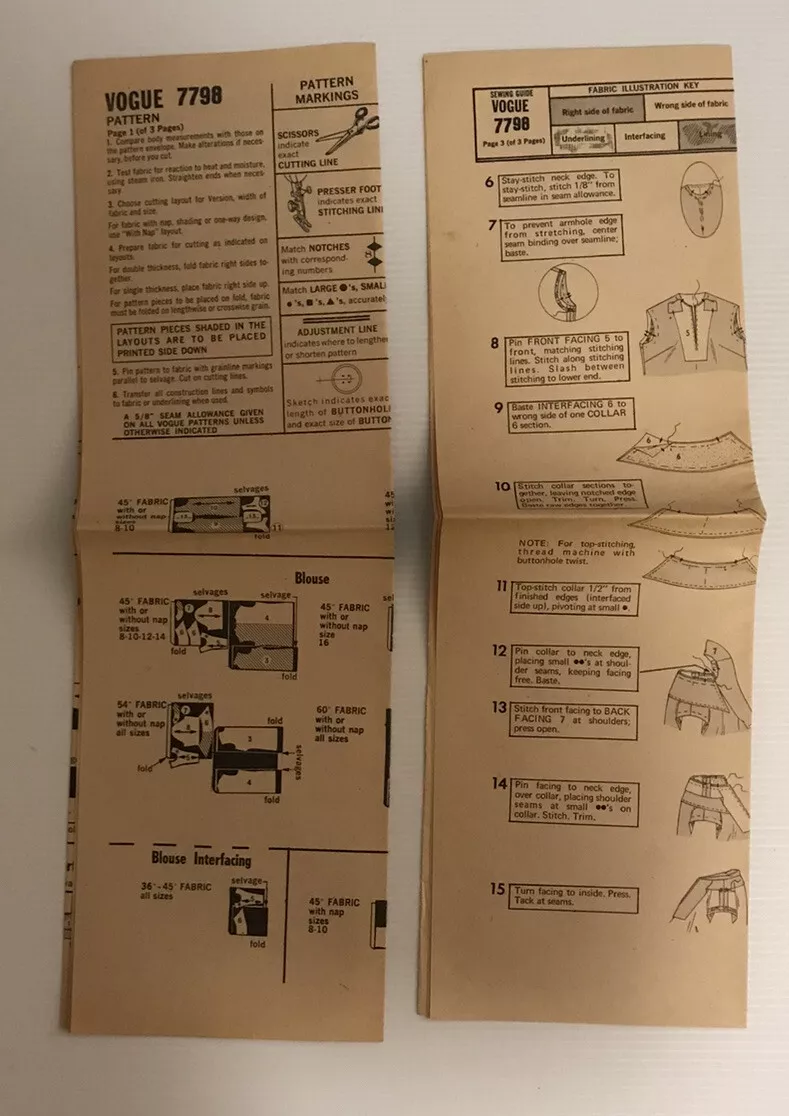 VOGUE 7798
PATTERN
Page 1 (of 3 Pages)
1. Compare body measurements with those on
the pattern envelope. Make alterations if neces-
sary, before you cut.
2. Test fabric for reaction to heat and moisture,
using steam iron. Straighten ends when neces-
sary.
3. Choose cutting layout for Version, width of
fabric and size.
For fabric with nap, shading or one-way design,
use "With Nap" layout.
4. Prepare fabric for cutting as indicated on
layouts.
For double thickness, fold fabric right sides to-
gether.
For single thickness, place fabric right side up.
For pattern pieces to be placed on fold, fabric
must be folded on lengthwise or crosswise grain.
PATTERN PIECES SHADED IN THE
LAYOUTS ARE TO BE PLACED
PRINTED SIDE DOWN
5. Pin pattern to fabric with grainline markings
parallel to selvage. Cut on cutting lines.
6. Transfer all construction lines and symbols
to fabric or underlining when used.
A 5/8" SEAM ALLOWANCE GIVEN
ON ALL VOGUE PATTERNS UNLESS
OTHERWISE INDICATED
PATTERN
MARKINGS
SCISSORS
indicate
exact
CUTTING LINE
PRESSER FOOT
indicates exact
STITCHING LINE
Match NOTCHES
with correspond-
ing numbers
Match LARGE ●'s, SMALL
●'s, ■'s, ▲'s, accurately
ADJUSTMENT LINE
indicates where to lengthen
or shorten pattern
Sketch indicates exact
length of BUTTONHOL
and exact size of BUTTON
selvages
45" FABRIC
with or
without nap
sizes
8-10
11
fold
Blouse
45" FABRIC
with or
without nap
sizes
8-10-12-14
selvages
selvage
4
3
fold
fold
45" FABRIC
with or
without nap
size
16
54" FABRIC
with or
without nap
all sizes
selvages
fold
fold
3
4
selvages
fold
60" FABRIC
with or
without nap
all sizes
Blouse Interfacing
36"-45" FABRIC
all sizes
selvage
fold
45" FABRIC
with nap
sizes
8-10
SEWING GUIDE
VOGUE
7798
Page 3 (of 3 Pages)
FABRIC ILLUSTRATION KEY
Right side of fabric
Wrong side of fabric
Underlining
Interfacing
Lining
6 Stay-stitch neck edge. To
stay-stitch, stitch 1/8" from
seamline in seam allowance.
7 To prevent armhole edge
from stretching, center
seam binding over seamline;
baste.
8 Pin FRONT FACING 5 to
front, matching stitching
lines. Stitch along stitching
lines. Slash between
stitching to lower end.
5
9 Baste INTERFACING 6 to
wrong side of one COLLAR
6 section.
6
6
10 Stitch collar sections to-
gether, leaving notched edge
open. Trim. Turn. Press.
Baste raw edges together.
NOTE: For top-stitching,
thread machine with
buttonhole twist.
11 Top-stitch collar 1/2" from
finished edges (interfaced
side up), pivoting at small ●.
12 Pin collar to neck edge,
placing small ●●'s at shoul-
der seams, keeping facing
free. Baste.
7
13 Stitch front facing to BACK
FACING 7 at shoulders;
press open.
14 Pin facing to neck edge,
over collar, placing shoulder
seams at small ●●'s on
collar. Stitch. Trim.
15 Turn facing to inside. Press.
Tack at seams.